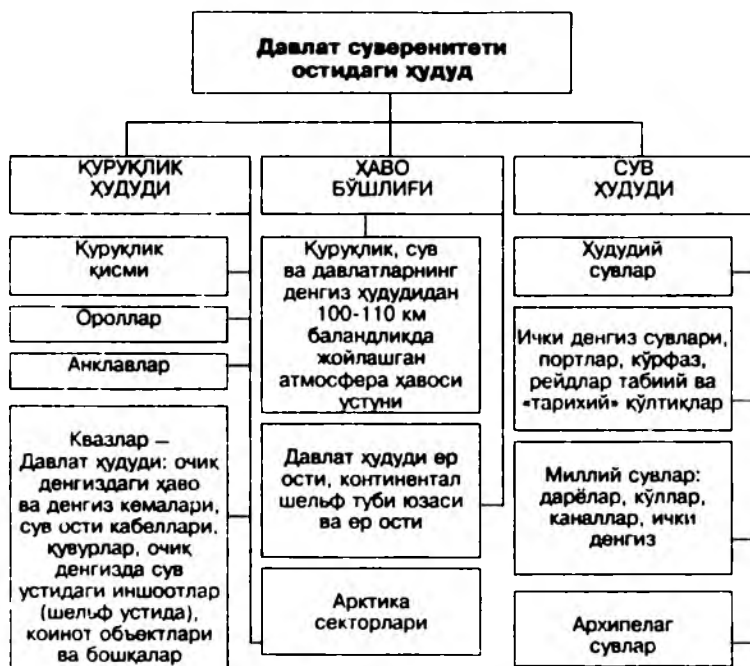 Давлат суверенитети
остидаги ҳудуд
ҚУРУҚЛИК
ҲУДУДИ
Қуруқлик
қисми
Ороллар
Анклавлар
Квазлар —
Давлат ҳудуди: очиқ
денгиздаги ҳаво
ва денгиз кемалари,
сув ости кабеллари,
қувурлар, очиқ
денгизда сув
устидаги иншоотлар
(шельф устида),
коинот объектлари
ва бошқалар
ҲАВО
БЎШЛИҒИ
Қуруқлик, сув
ва давлатларнинг
денгиз ҳудудидан
100-110 км
баландликда
жойлашган
атмосфера ҳавоси
устуни
Давлат ҳудуди ер
ости, континентал
шельф туби юзаси
ва ер ости
Арктика
секторлари
СУВ
ҲУДУДИ
Ҳудудий
сувлар
Ички денгиз сувлари,
портлар, кўрфаз,
рейдлар табиий ва
«тарихий» қўлтиқлар
Миллий сувлар:
дарёлар, кўллар,
каналлар, ички
денгиз
Архипелаг
сувлар